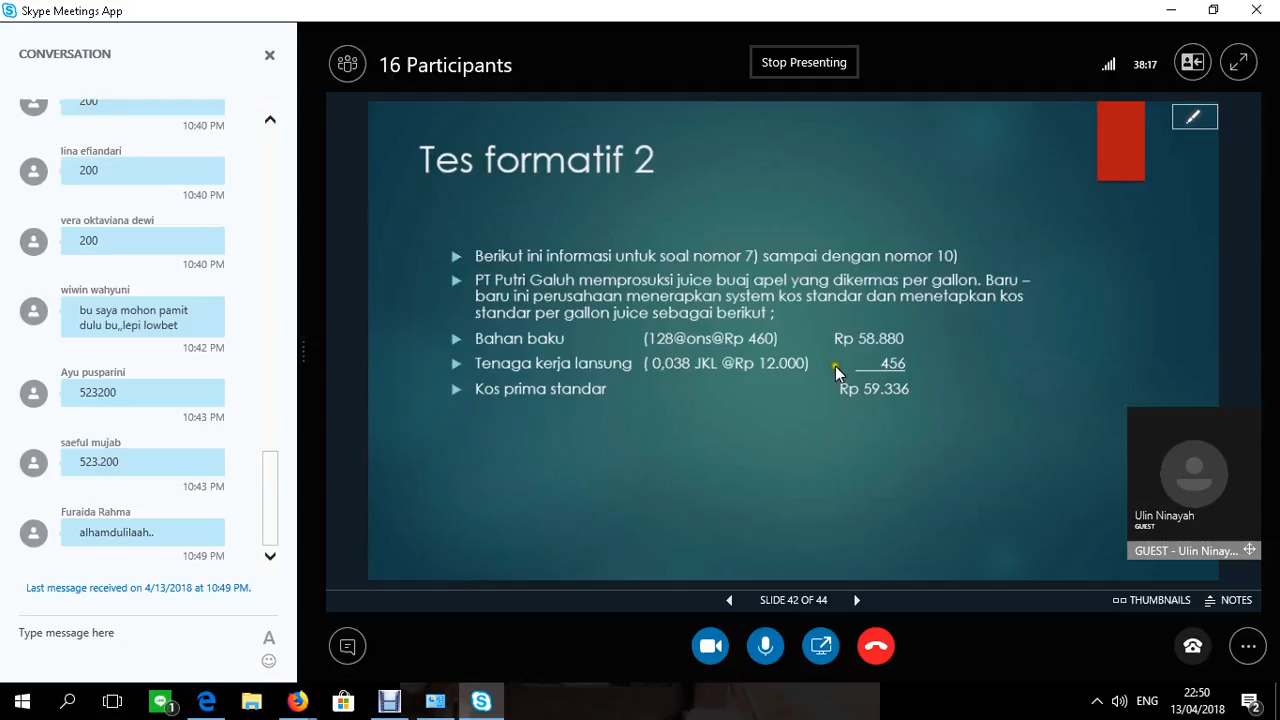 Skype Meetings App
CONVERSATION
200
10:40 PM
lina efiandari
200
10:40 PM
vera oktaviana dewi
200
10:40 PM
wiwin wahyuni
bu saya mohon pamit
dulu bu,,lepi lowbet
10:42 PM
Ayu pusparini
523200
10:43 PM
saeful mujab
523.200
10:43 PM
Furaida Rahma
alhamdulilaah..
10:49 PM
Last message received on 4/13/2018 at 10:49 PM.
Type message here
A
16 Participants
Stop Presenting
38:17
Tes formatif 2
Berikut ini informasi untuk soal nomor 7) sampai dengan nomor 10)
PT Putri Galuh memprosuksi juice buaj apel yang dikermas per gallon. Baru –
baru ini perusahaan menerapkan system kos standar dan menetapkan kos
standar per gallon juice sebagai berikut ;
Bahan baku (128@ons@Rp 460) Rp 58.880
Tenaga kerja lansung ( 0,038 JKL @Rp 12.000) 456
Kos prima standar Rp 59.336
Ulin Ninayah
GUEST
GUEST - Ulin Ninay...
SLIDE 42 OF 44
THUMBNAILS
NOTES
1
ENG
22:50
13/04/2018
2